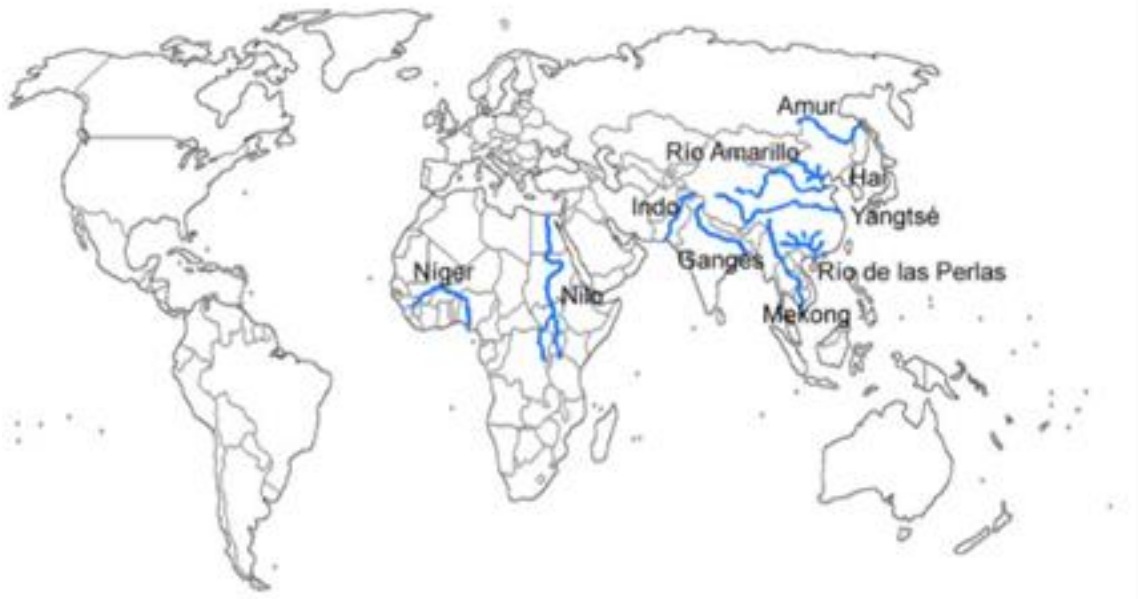 Amur
Río Amarillo
Hai
Indo
Yangtsé
Ganges
Níger
Río de las Perlas
Nilo
Mekong